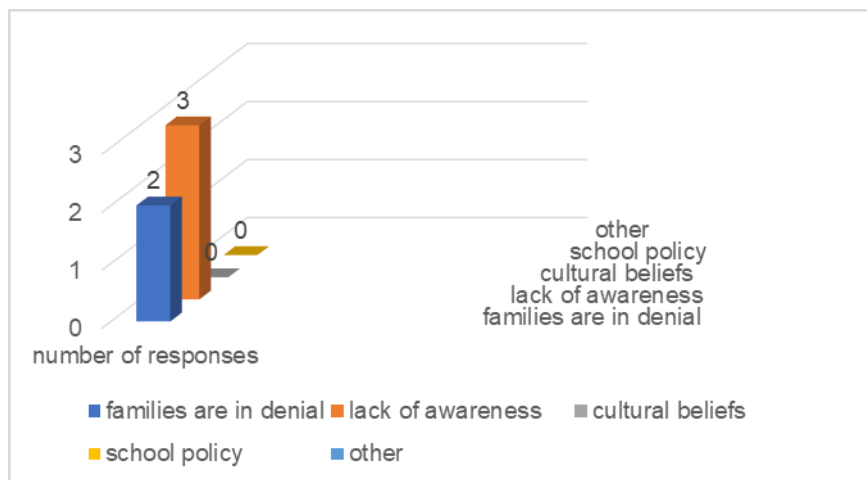 3
2
1
0
2
3
0
0
number of responses
other
school policy
cultural beliefs
lack of awareness
families are in denial
families are in denial lack of awareness cultural beliefs
school policy other